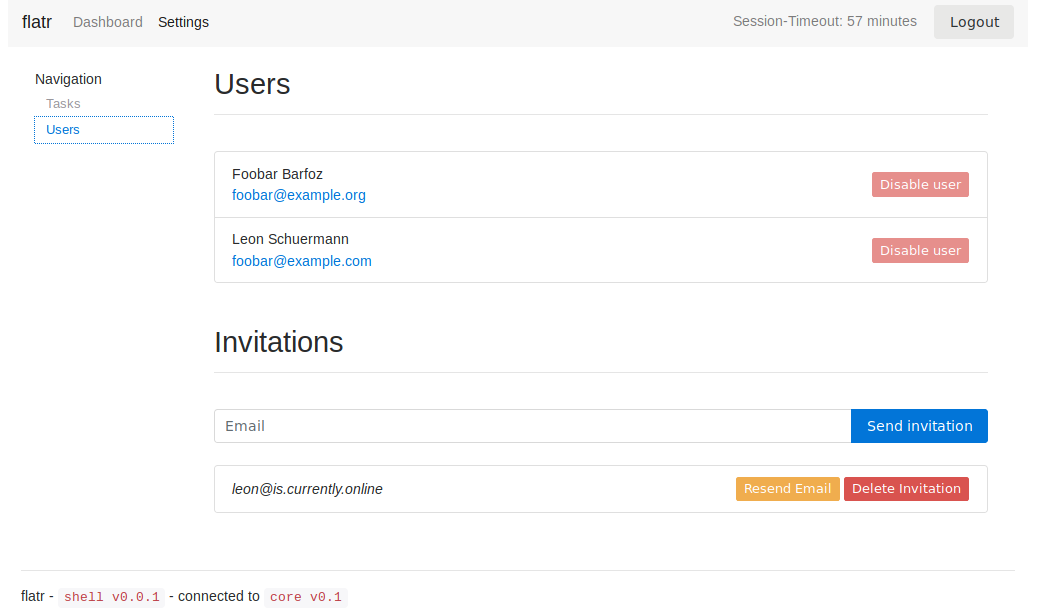 flatr Dashboard Settings Session-Timeout: 57 minutes Logout
Navigation
Tasks
Users
Users
Foobar Barfoz
foobar@example.org
Disable user
Leon Schuermann
foobar@example.com
Disable user
Invitations
Email Send invitation
leon@is.currently.online Resend Email Delete Invitation
flatr - shell v0.0.1 - connected to core v0.1